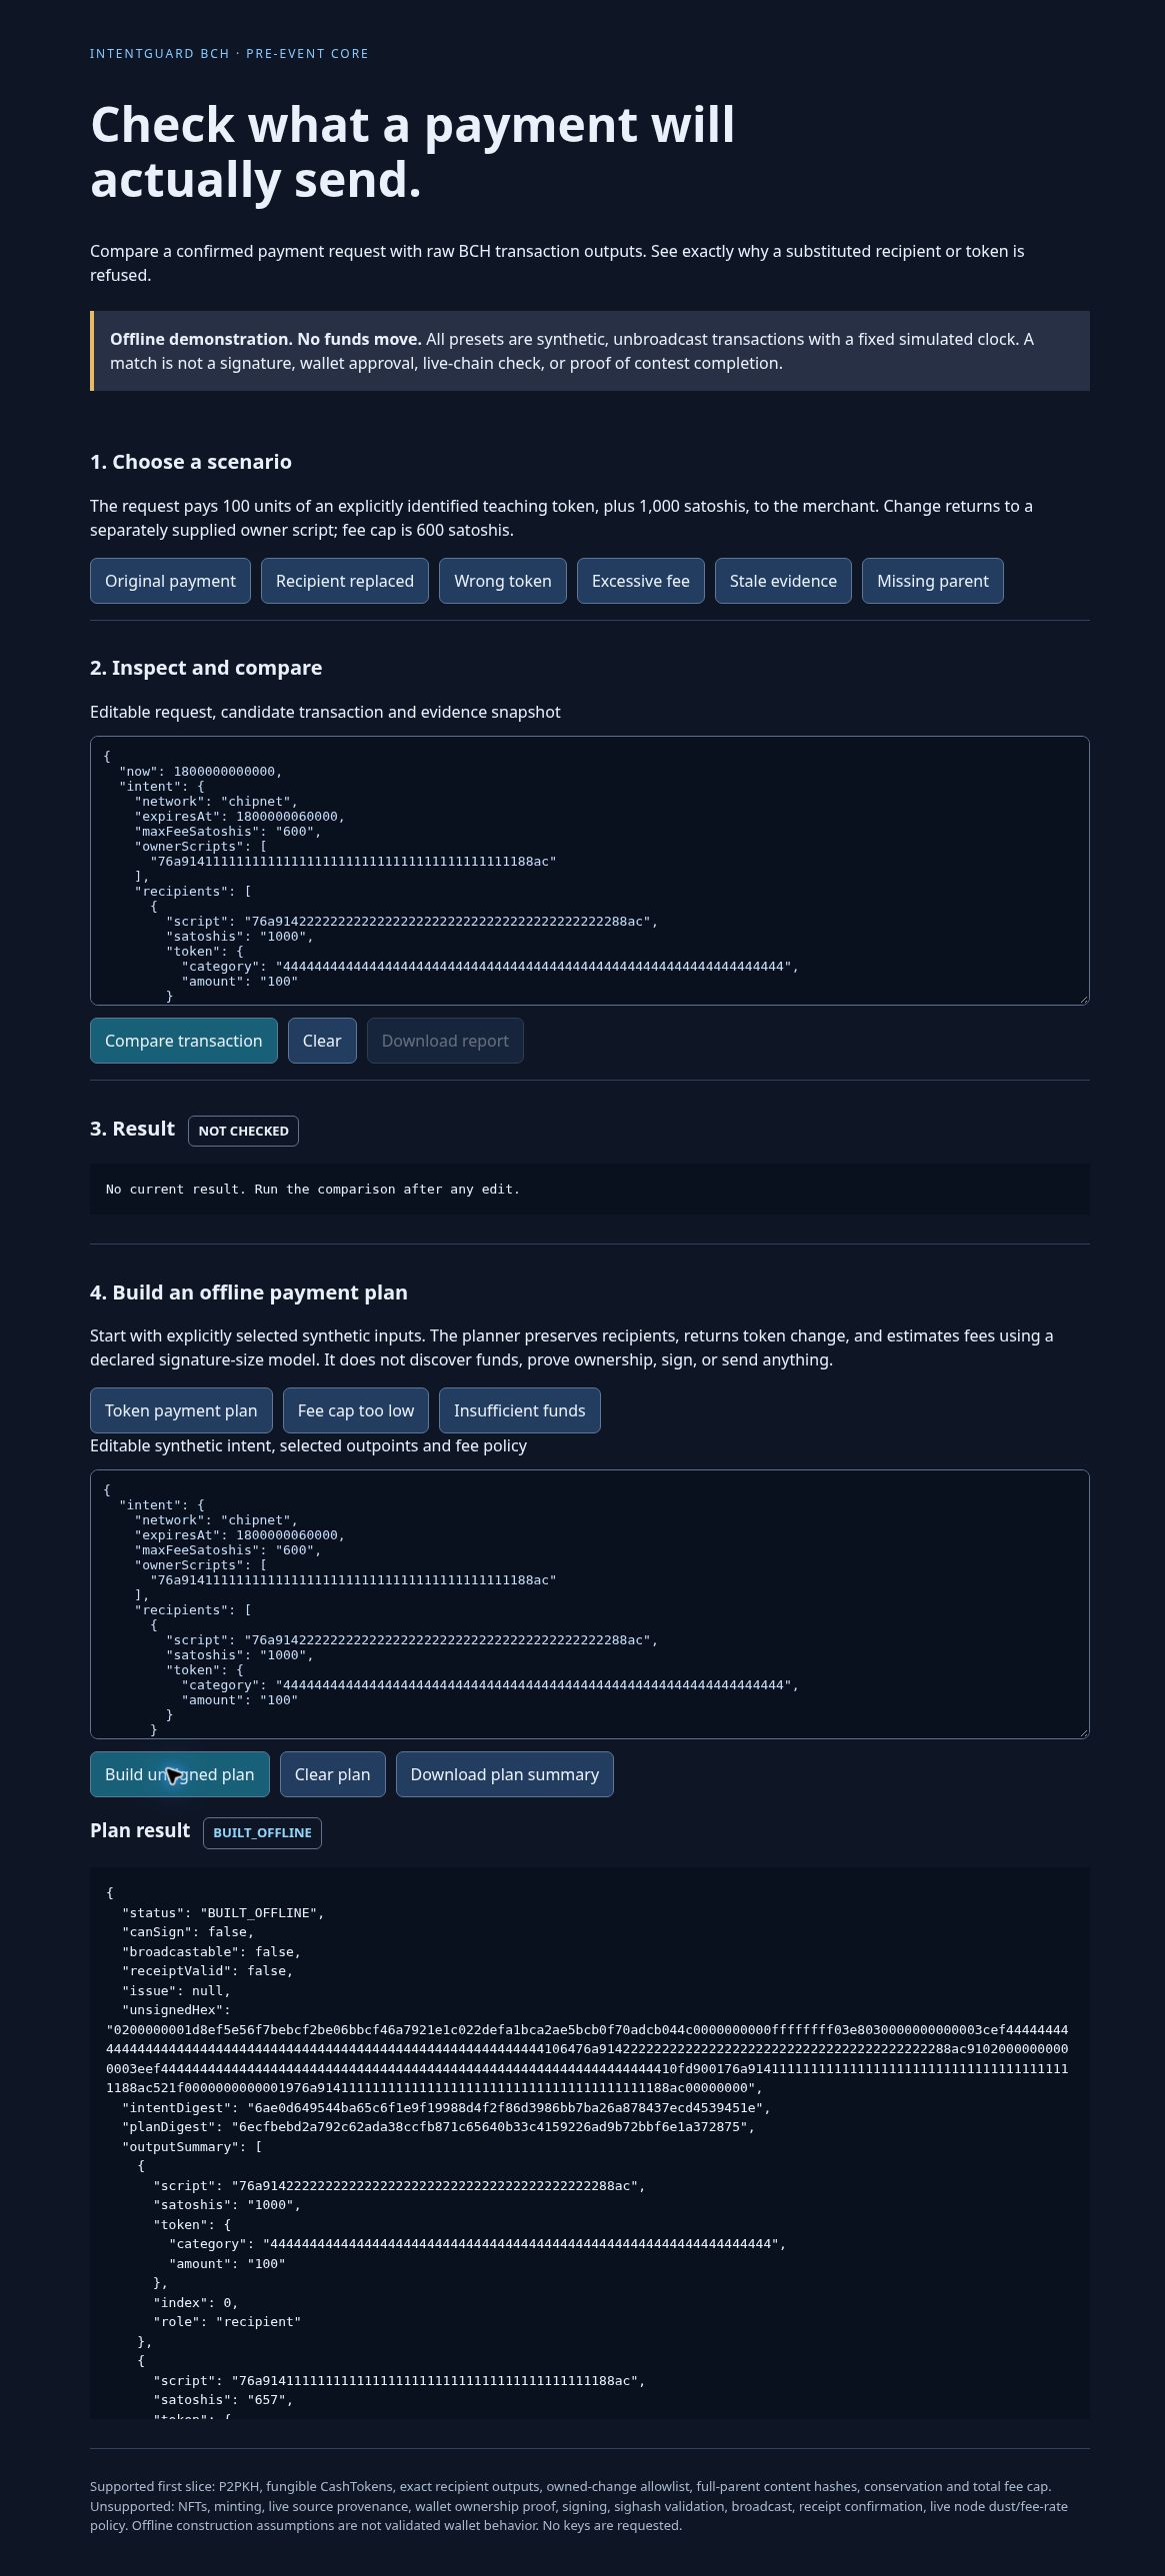 INTENTGUARD BCH · PRE-EVENT CORE
Check what a payment will
actually send.
Compare a confirmed payment request with raw BCH transaction outputs. See exactly why a substituted recipient or token is
refused.
Offline demonstration. No funds move. All presets are synthetic, unbroadcast transactions with a fixed simulated clock. A
match is not a signature, wallet approval, live-chain check, or proof of contest completion.
1. Choose a scenario
The request pays 100 units of an explicitly identified teaching token, plus 1,000 satoshis, to the merchant. Change returns to a
separately supplied owner script; fee cap is 600 satoshis.
Original payment Recipient replaced Wrong token Excessive fee Stale evidence Missing parent
2. Inspect and compare
Editable request, candidate transaction and evidence snapshot
{
"now": 1800000000000,
"intent": {
"network": "chipnet",
"expiresAt": 1800000060000,
"maxFeeSatoshis": "600",
"ownerScripts": [
"76a914111111111111111111111111111111111111111188ac"
],
"recipients": [
{
"script": "76a914222222222222222222222222222222222222222288ac",
"satoshis": "1000",
"token": {
"category": "4444444444444444444444444444444444444444444444444444444444444444",
"amount": "100"
}
Compare transaction Clear Download report
3. Result NOT CHECKED
No current result. Run the comparison after any edit.
4. Build an offline payment plan
Start with explicitly selected synthetic inputs. The planner preserves recipients, returns token change, and estimates fees using a
declared signature-size model. It does not discover funds, prove ownership, sign, or send anything.
Token payment plan Fee cap too low Insufficient funds
Editable synthetic intent, selected outpoints and fee policy
{
"intent": {
"network": "chipnet",
"expiresAt": 1800000060000,
"maxFeeSatoshis": "600",
"ownerScripts": [
"76a914111111111111111111111111111111111111111188ac"
],
"recipients": [
{
"script": "76a914222222222222222222222222222222222222222288ac",
"satoshis": "1000",
"token": {
"category": "4444444444444444444444444444444444444444444444444444444444444444",
"amount": "100"
}
}
Build unsigned plan Clear plan Download plan summary
Plan result BUILT_OFFLINE
{
"status": "BUILT_OFFLINE",
"canSign": false,
"broadcastable": false,
"receiptValid": false,
"issue": null,
"unsignedHex":
"0200000001d8ef5e56f7bebcf2be06bbcf46a7921e1c022defa1bca2ae5bcb0f70adcb044c0000000000ffffffff03e8030000000000003cef44444444
44444444444444444444444444444444444444444444444444444444106476a914222222222222222222222222222222222222222288ac9102000000000
0003eef444444444444444444444444444444444444444444444444444444444444444410fd900176a91411111111111111111111111111111111111111
1188ac521f0000000000001976a914111111111111111111111111111111111111111188ac00000000",
"intentDigest": "6ae0d649544ba65c6f1e9f19988d4f2f86d3986bb7ba26a878437ecd4539451e",
"planDigest": "6ecfbebd2a792c62ada38ccfb871c65640b33c4159226ad9b72bbf6e1a372875",
"outputSummary": [
{
"script": "76a914222222222222222222222222222222222222222288ac",
"satoshis": "1000",
"token": {
"category": "4444444444444444444444444444444444444444444444444444444444444444",
"amount": "100"
},
"index": 0,
"role": "recipient"
},
{
"script": "76a914111111111111111111111111111111111111111188ac",
"satoshis": "657",
"token": {
Supported first slice: P2PKH, fungible CashTokens, exact recipient outputs, owned-change allowlist, full-parent content hashes, conservation and total fee cap.
Unsupported: NFTs, minting, live source provenance, wallet ownership proof, signing, sighash validation, broadcast, receipt confirmation, live node dust/fee-rate
policy. Offline construction assumptions are not validated wallet behavior. No keys are requested.